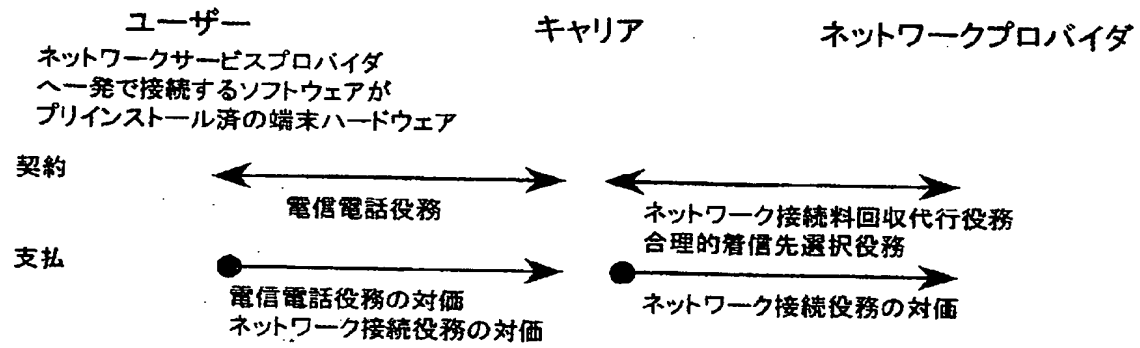 ユーザー
キャリア
ネットワークプロバイダ
ネットワークサービスプロバイダ
へ一発で接続するソフトウェアが
プリインストール済の端末ハードウェア
契約
電信電話役務
ネットワーク接続料回収代行役務
合理的着信先選択役務
支払
電信電話役務の対価
ネットワーク接続役務の対価
ネットワーク接続役務の対価